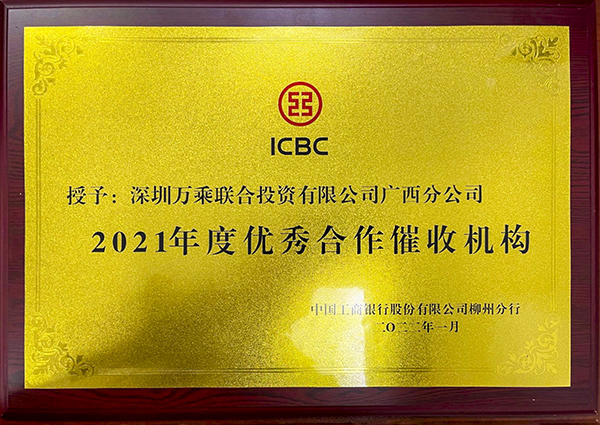 ICBC
授予：深圳万乘联合投资有限公司广西分公司
2021年度优秀合作催收机构
中国工商银行股份有限公司柳州分行
二〇二二年一月